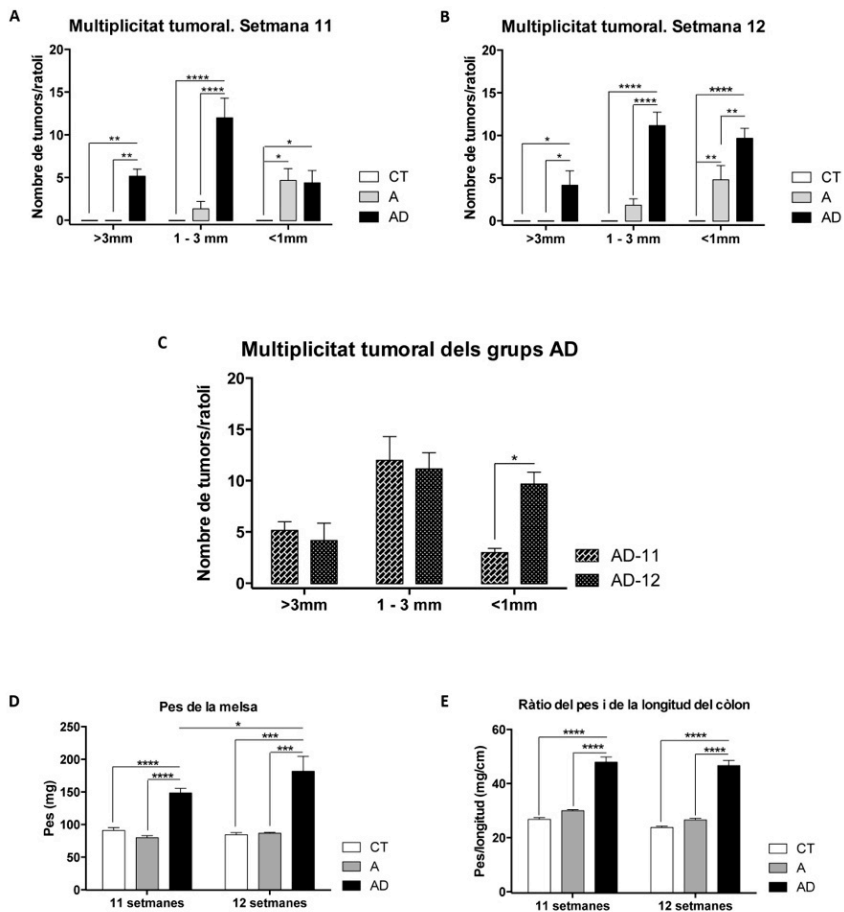 A
Multiplicitat tumoral. Setmana 11
Nombre de tumors/ratolí
20
15
10
5
0
**
**
****
****
*
*
>3mm
1 - 3 mm
<1mm
CT
A
AD
B
Multiplicitat tumoral. Setmana 12
Nombre de tumors/ratolí
20
15
10
5
0
*
*
****
****
****
**
**
>3mm
1 - 3 mm
<1mm
CT
A
AD
C
Multiplicitat tumoral dels grups AD
Nombre de tumors/ratolí
20
15
10
5
0
*
>3mm
1 - 3 mm
<1mm
AD-11
AD-12
D
Pes de la melsa
Pes (mg)
250
200
150
100
50
0
*
****
****
***
***
11 setmanes
12 setmanes
CT
A
AD
E
Ràtio del pes i de la longitud del còlon
Pes/longitud (mg/cm)
60
40
20
0
****
****
****
****
11 setmanes
12 setmanes
CT
A
AD